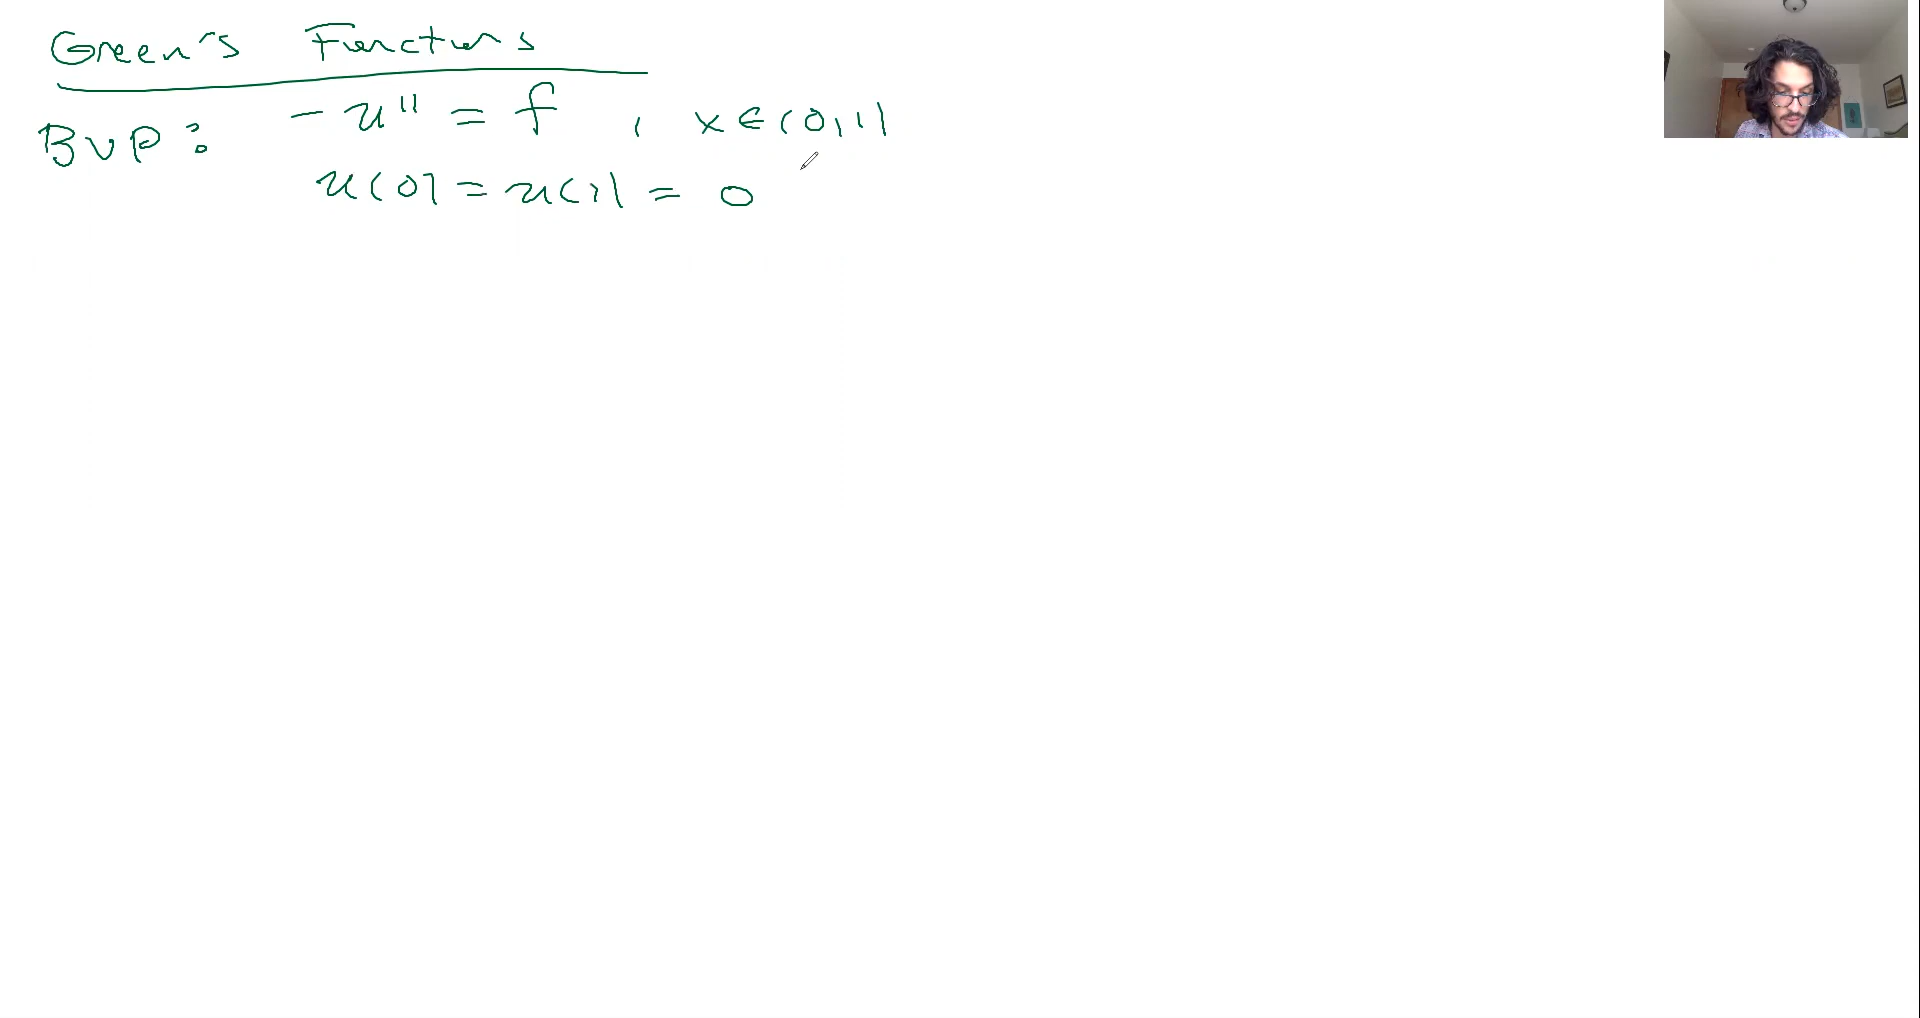 Green's Functions
BVP: -u'' = f , x ∈ (0,1)
u(0) = u(1) = 0